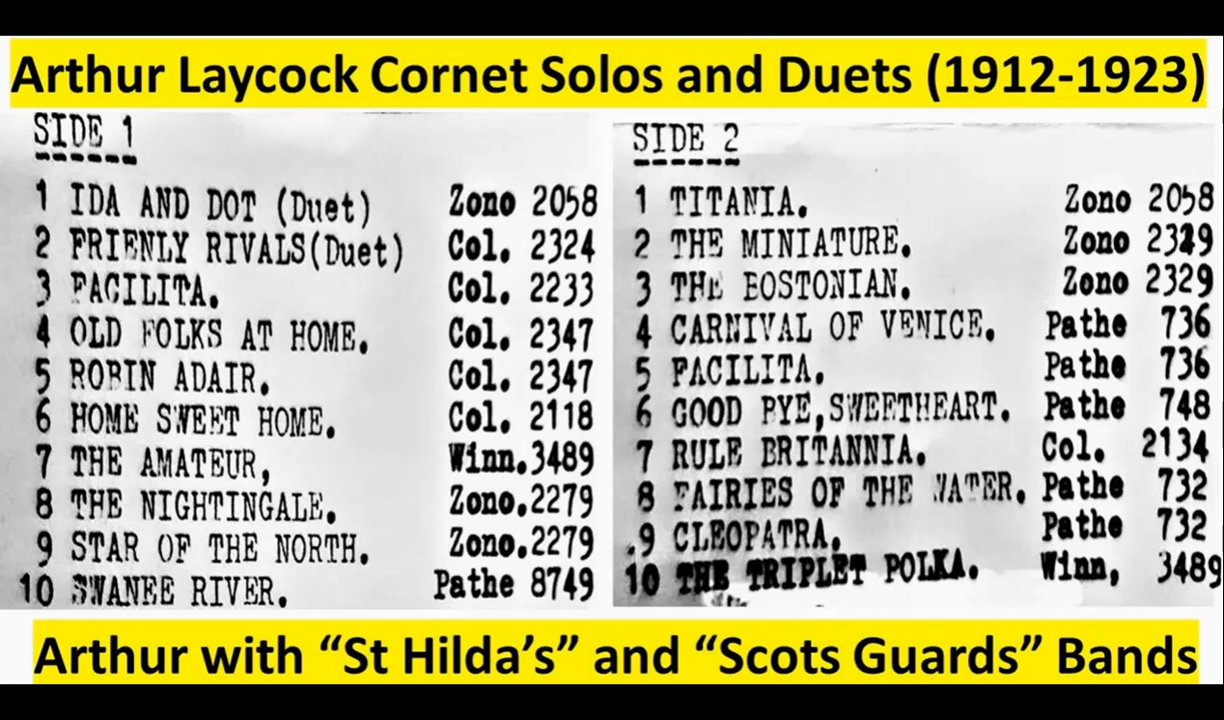 Arthur Laycock Cornet Solos and Duets (1912-1923)
SIDE 1
1 IDA AND DOT (Duet) Zono 2058
2 FRIENLY RIVALS(Duet) Col. 2324
3 FACILITA. Col. 2233
4 OLD FOLKS AT HOME. Col. 2347
5 ROBIN ADAIR. Col. 2347
6 HOME SWEET HOME. Col. 2118
7 THE AMATEUR, Winn.3489
8 THE NIGHTINGALE. Zono.2279
9 STAR OF THE NORTH. Zono.2279
10 SWANEE RIVER. Pathe 8749
SIDE 2
1 TITANIA. Zono 2058
2 THE MINIATURE. Zono 2329
3 THE BOSTONIAN. Zono 2329
4 CARNIVAL OF VENICE. Pathe 736
5 FACILITA. Pathe 736
6 GOOD BYE,SWEETHEART. Pathe 748
7 RULE BRITANNIA. Col. 2134
8 FAIRIES OF THE WATER. Pathe 732
.9 CLEOPATRA. Pathe 732
10 THE TRIPLET POLKA. Winn, 3489
Arthur with “St Hilda’s” and “Scots Guards” Bands